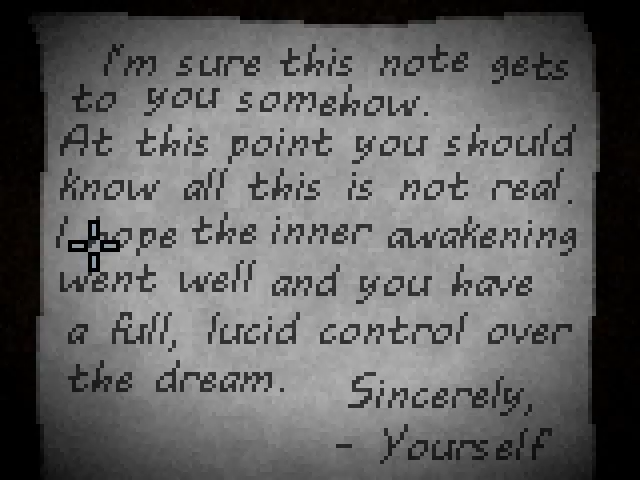 I'm sure this note gets
to you somehow.
At this point you should
know all this is not real.
I hope the inner awakening
went well and you have
a full, lucid control over
the dream.
Sincerely,
- Yourself